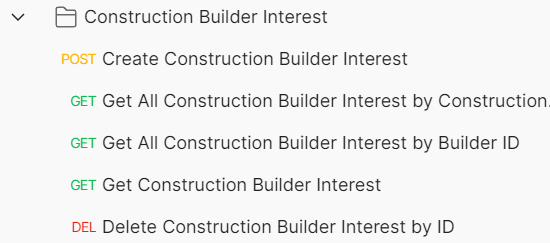 Construction Builder Interest
POST Create Construction Builder Interest
GET Get All Construction Builder Interest by Construction.
GET Get All Construction Builder Interest by Builder ID
GET Get Construction Builder Interest
DEL Delete Construction Builder Interest by ID